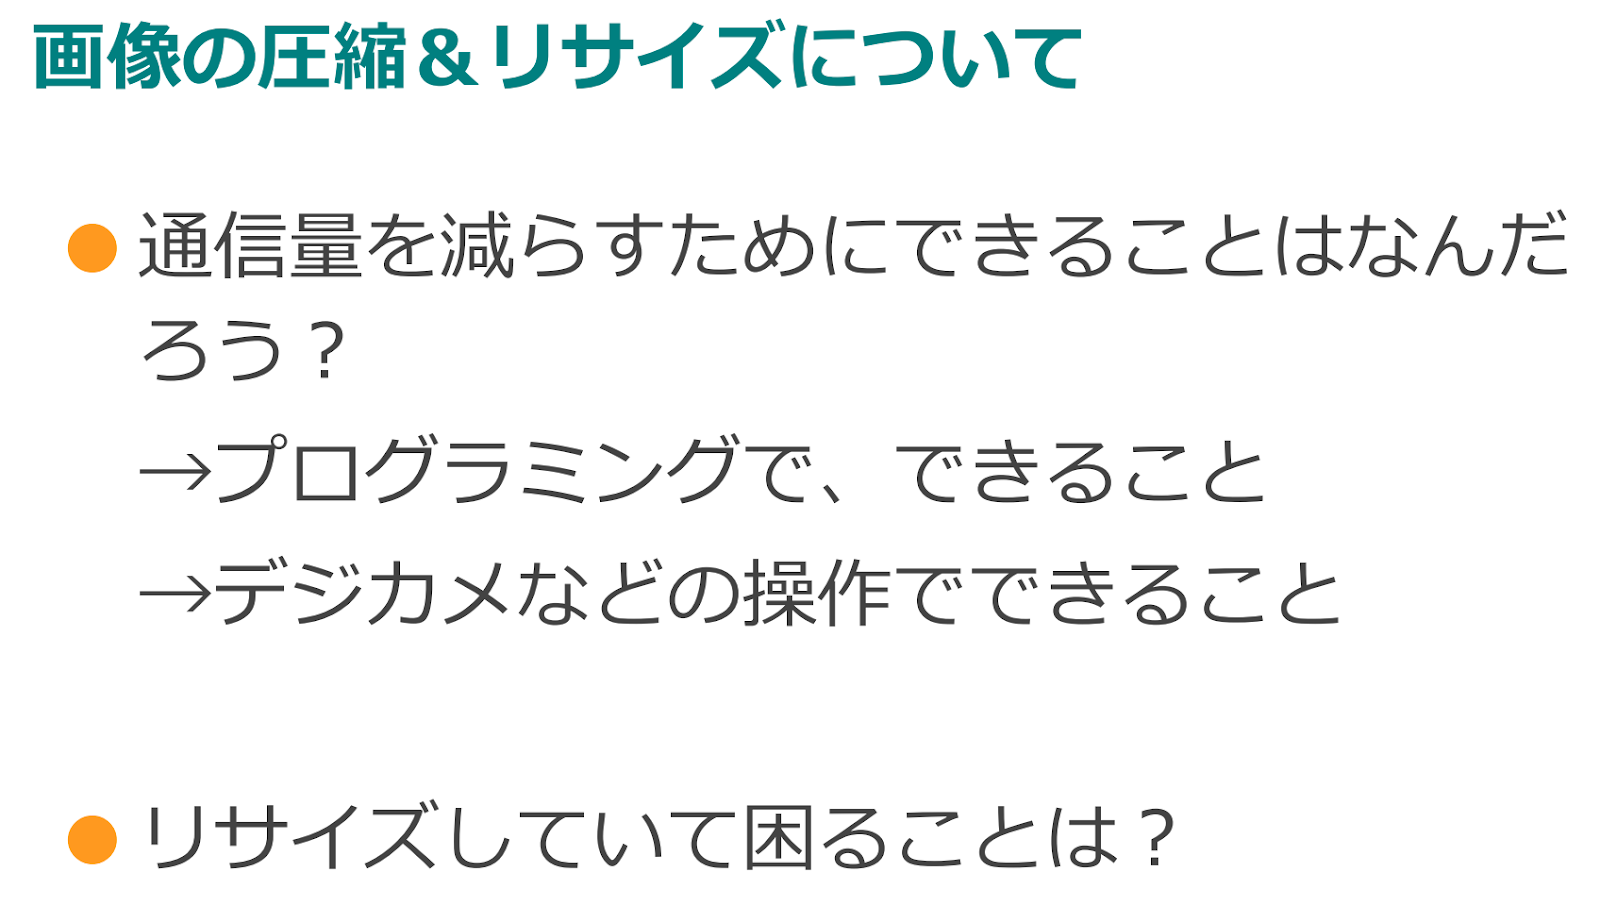 画像の圧縮＆リサイズについて
● 通信量を減らすためにできることはなんだ
ろう？
→プログラミングで、できること
→デジカメなどの操作でできること
● リサイズしていて困ることは？